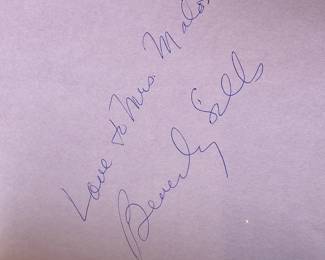 Love to Mrs.
Beverly Sills